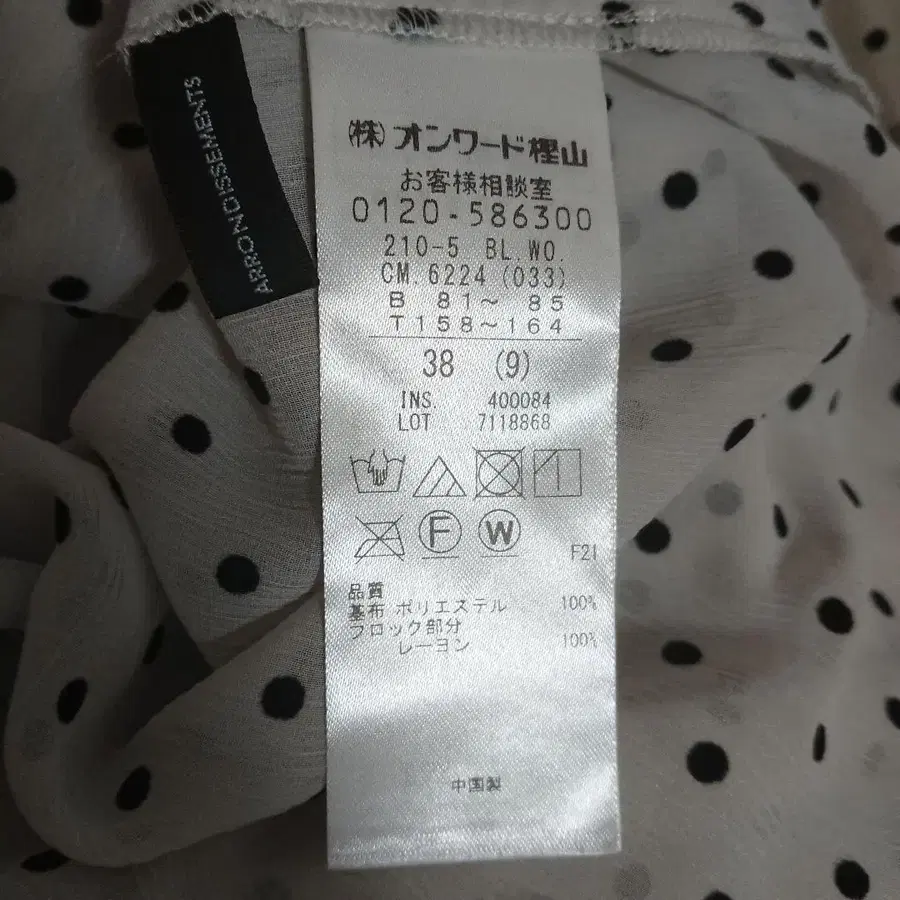 ARRONDISSEMENTS
㈱オンワード樫山
お客様相談室
0120-586300
210-5 BL.WO.
CM.6224 (033)
B 81～ 85
T158～164
38 (9)
INS. 400084
LOT 7118868
F
W
F21
品質
基布 ポリエステル 100%
フロック部分
レーヨン 100%
中国製